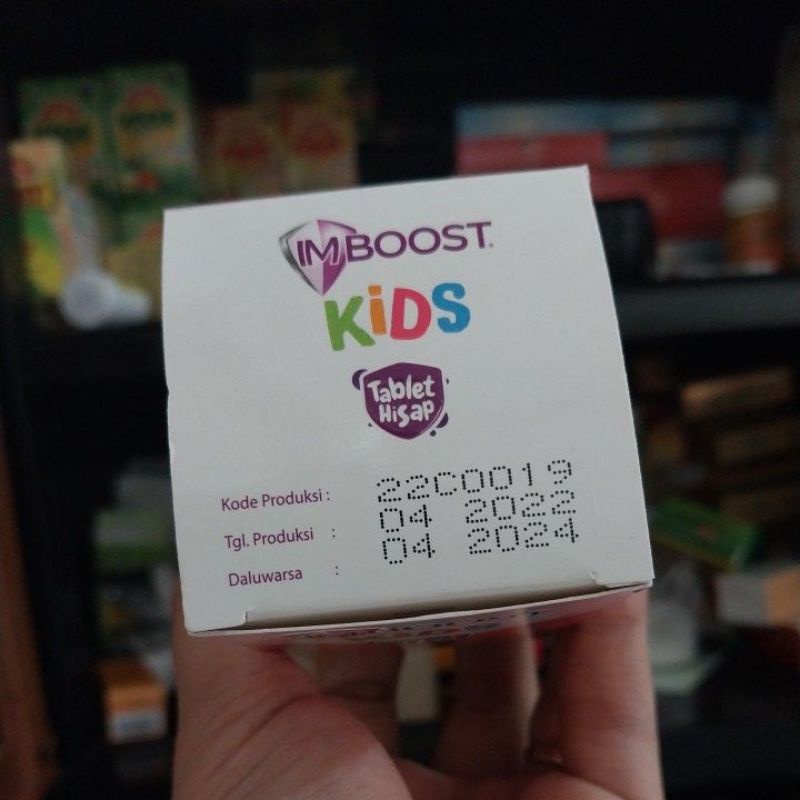 IMBOOST
KiDS
Tablet
Hisap
Kode Produksi : 22C0019
Tgl. Produksi : 04 2022
Daluwarsa : 04 2024